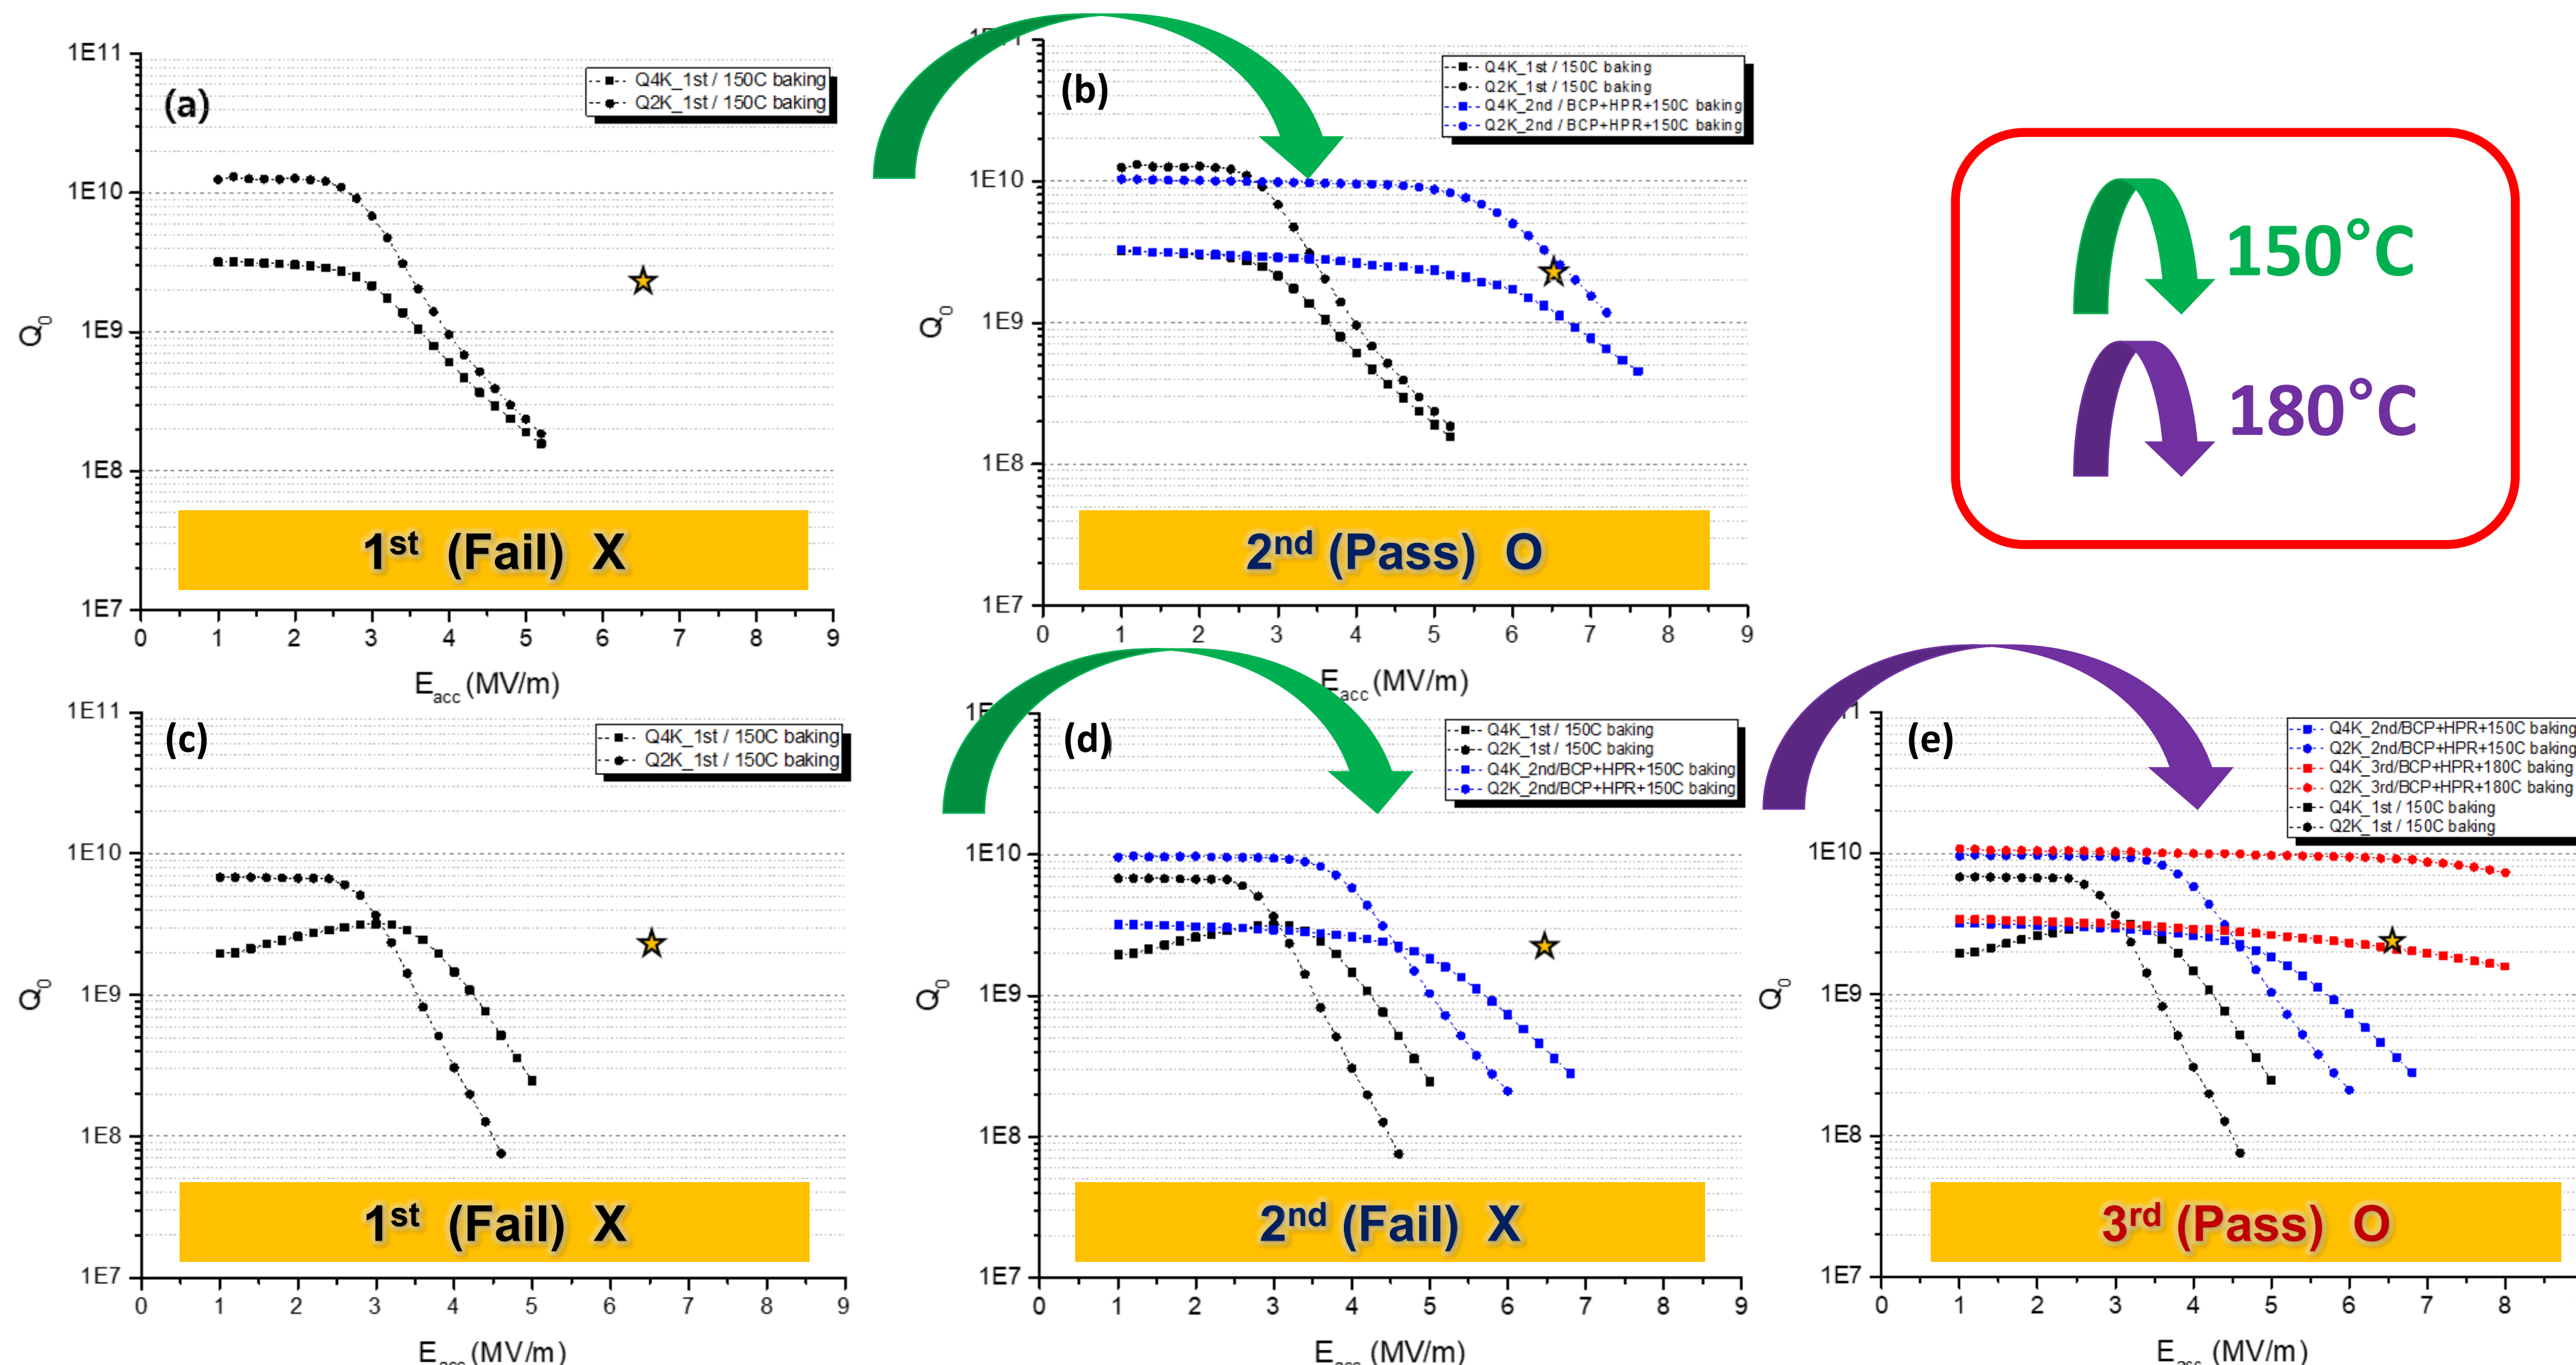 (a)
Q4K_1st / 150C baking
Q2K_1st / 150C baking
1E11
1E10
1E9
1E8
1E7
Q0
1st (Fail) X
0 1 2 3 4 5 6 7 8 9
Eacc (MV/m)
(b)
Q4K_1st / 150C baking
Q2K_1st / 150C baking
Q4K_2nd / BCP+HPR+150C baking
Q2K_2nd / BCP+HPR+150C baking
1E10
1E9
1E8
1E7
Q0
2nd (Pass) O
0 1 2 3 4 5 6 7 8 9
Eacc (MV/m)
150°C
180°C
(c)
Q4K_1st / 150C baking
Q2K_1st / 150C baking
1E11
1E10
1E9
1E8
1E7
Q0
1st (Fail) X
0 1 2 3 4 5 6 7 8 9
Eacc (MV/m)
(d)
Q4K_1st / 150C baking
Q2K_1st / 150C baking
Q4K_2nd/BCP+HPR+150C baking
Q2K_2nd/BCP+HPR+150C baking
1E10
1E9
1E8
1E7
Q0
2nd (Fail) X
0 1 2 3 4 5 6 7 8 9
Eacc (MV/m)
(e)
Q4K_2nd/BCP+HPR+150C baking
Q2K_2nd/BCP+HPR+150C baking
Q4K_3rd/BCP+HPR+180C baking
Q2K_3rd/BCP+HPR+180C baking
Q4K_1st / 150C baking
Q2K_1st / 150C baking
1E10
1E9
1E8
1E7
Q0
3rd (Pass) O
0 1 2 3 4 5 6 7 8
(MV/m)